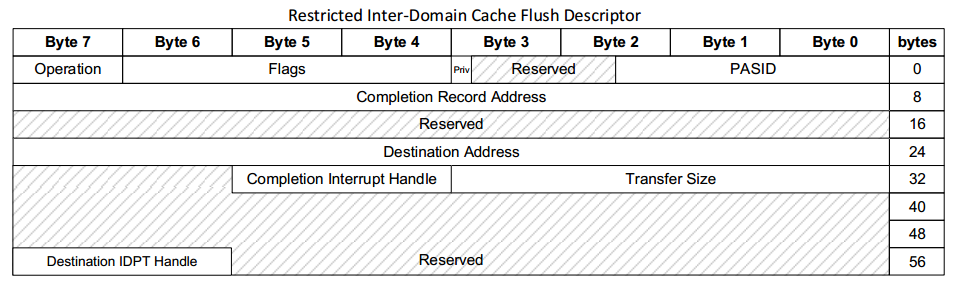 Restricted Inter-Domain Cache Flush Descriptor
Byte 7 Byte 6 Byte 5 Byte 4 Byte 3 Byte 2 Byte 1 Byte 0 bytes
Operation Flags Priv Reserved PASID 0
Completion Record Address 8
Reserved 16
Destination Address 24
Completion Interrupt Handle Transfer Size 32
40
48
Destination IDPT Handle Reserved 56